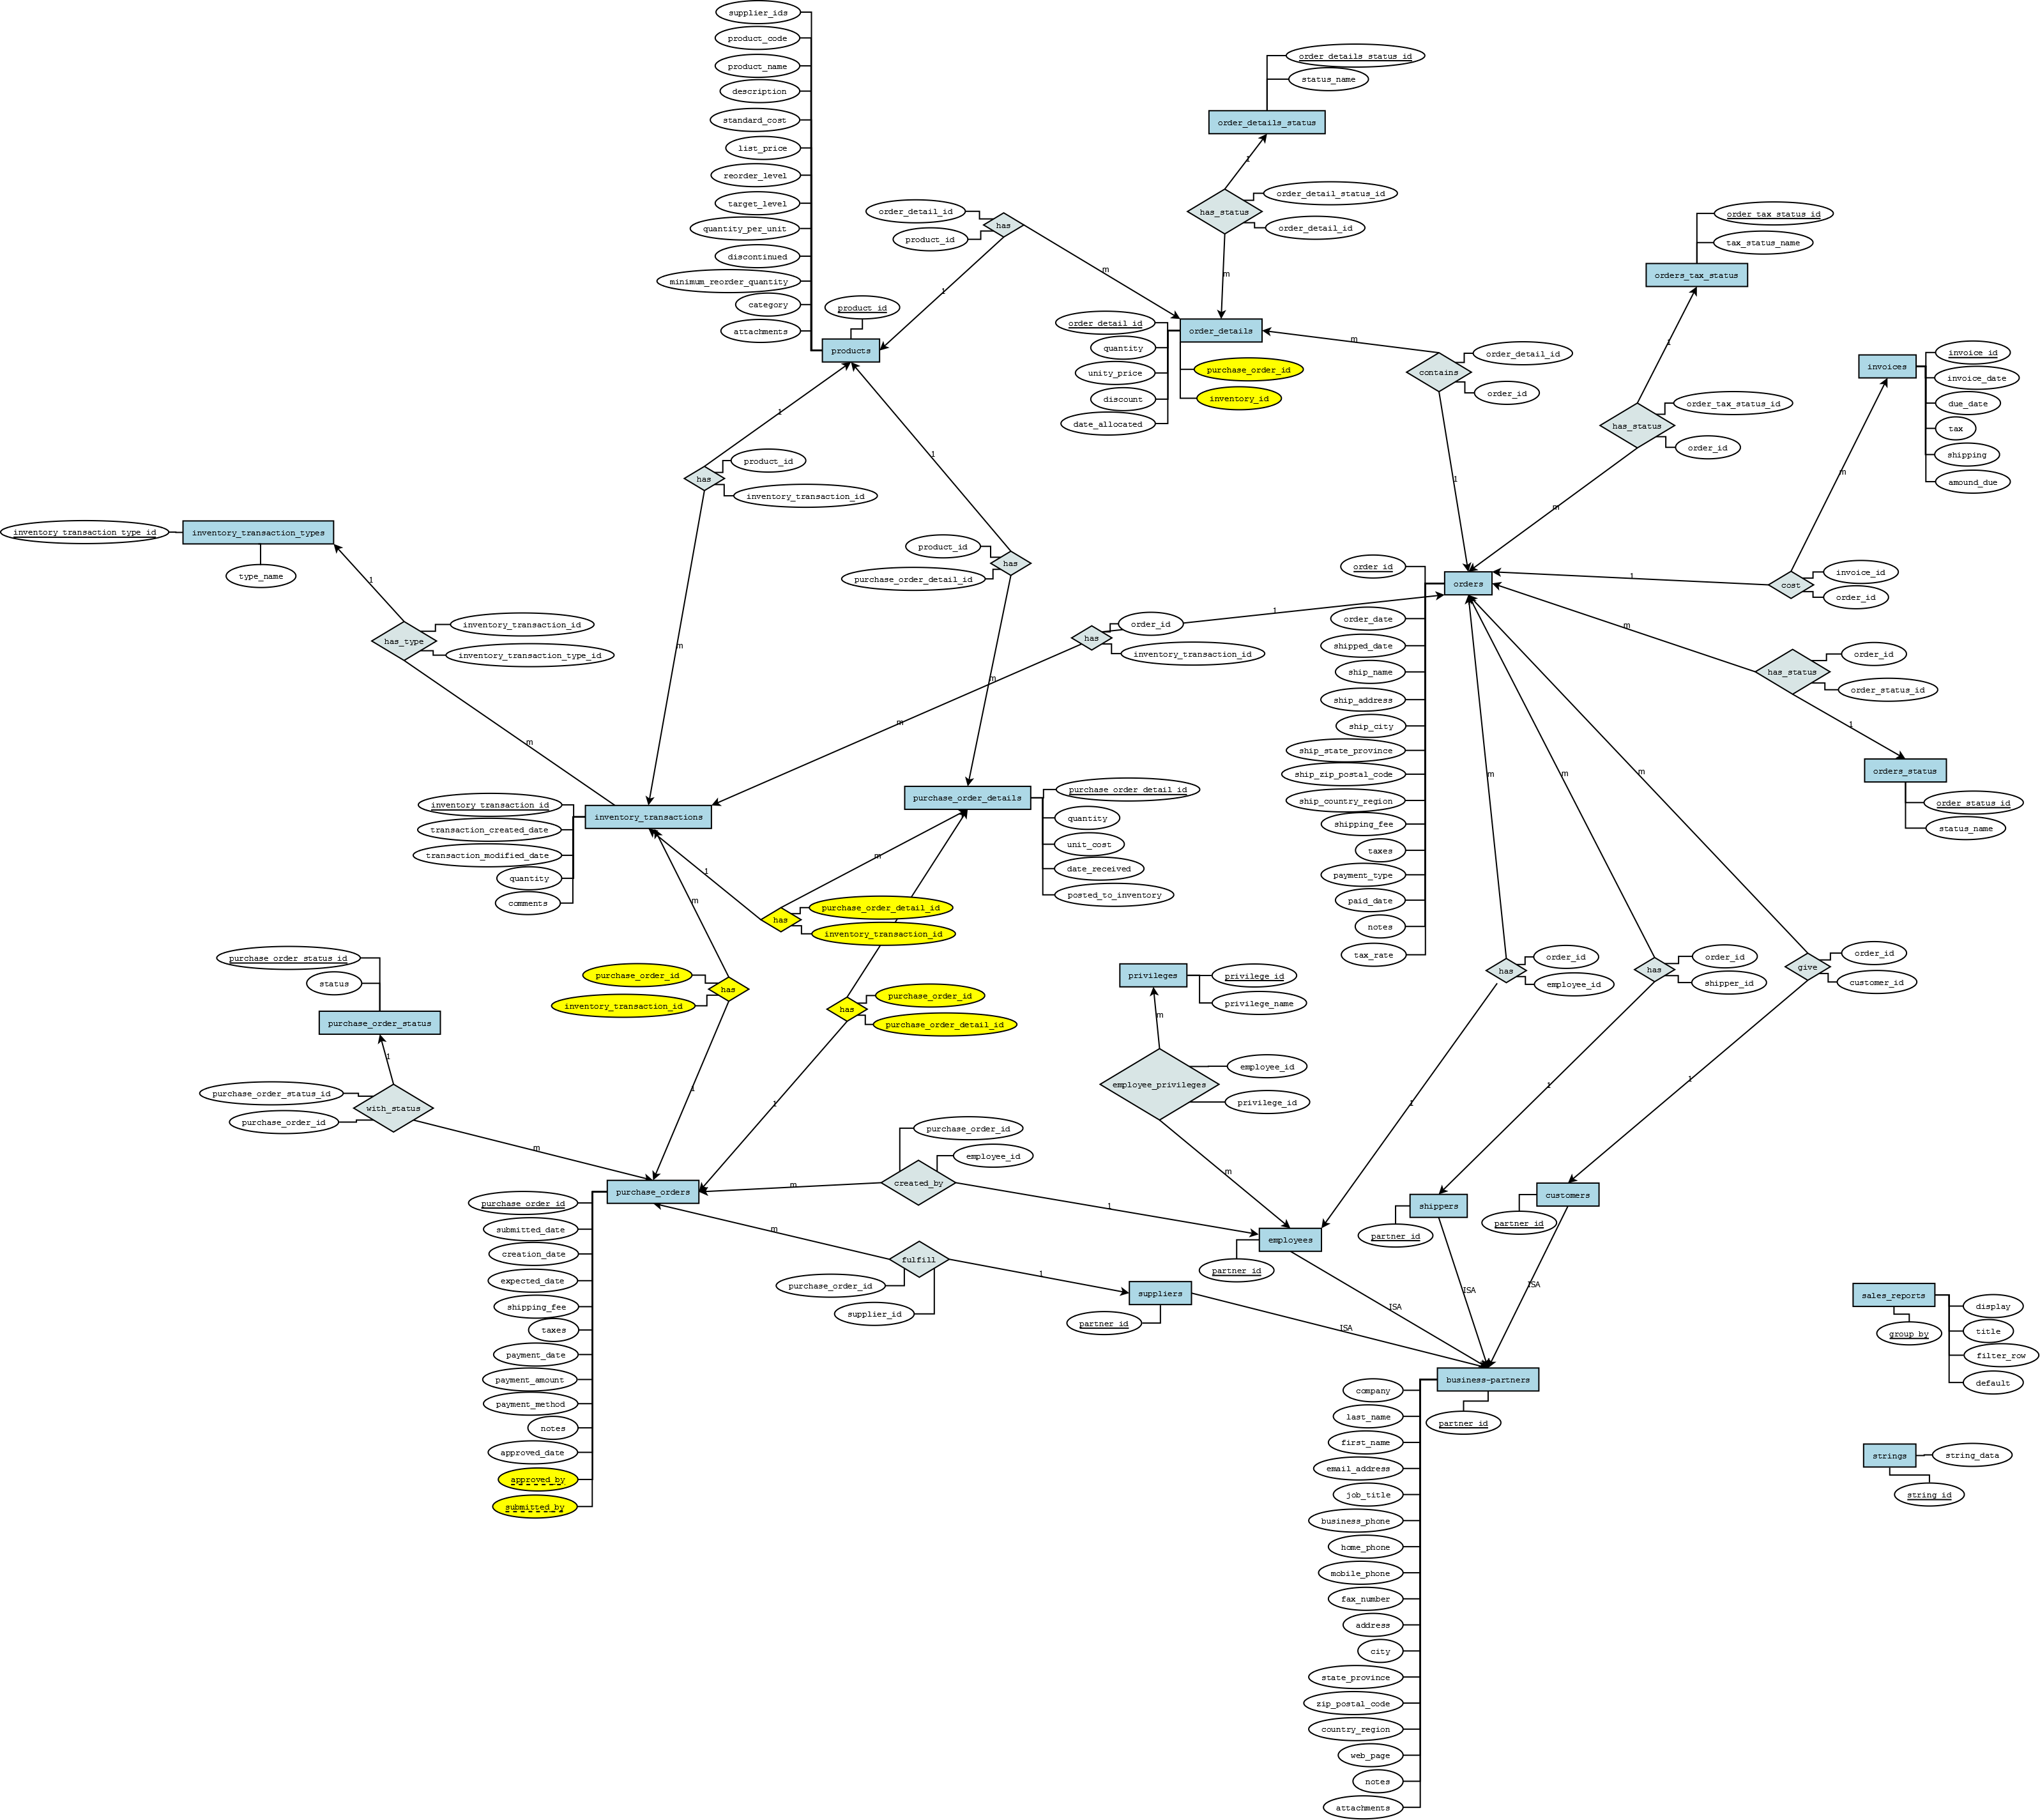 supplier_ids
product_code
product_name
description
standard_cost
list_price
reorder_level
target_level
quantity_per_unit
discontinued
minimum_reorder_quantity
category
attachments
product_id
products
order_details_status_id
status_name
order_details_status
1
has_status
order_detail_status_id
order_detail_id
m
order_detail_id
product_id
has
m
1
order_tax_status_id
tax_status_name
orders_tax_status
1
has_status
order_tax_status_id
order_id
m
order_detail_id
quantity
unity_price
discount
date_allocated
order_details
purchase_order_id
inventory_id
m
contains
order_detail_id
order_id
1
invoices
invoice_id
invoice_date
due_date
tax
shipping
amound_due
m
cost
invoice_id
order_id
1
1
has
product_id
inventory_transaction_id
m
1
product_id
purchase_order_detail_id
has
m
inventory_transaction_type_id
inventory_transaction_types
type_name
1
has_type
inventory_transaction_id
inventory_transaction_type_id
m
has
order_id
inventory_transaction_id
1
m
order_id
orders
order_date
shipped_date
ship_name
ship_address
ship_city
ship_state_province
ship_zip_postal_code
ship_country_region
shipping_fee
taxes
payment_type
paid_date
notes
tax_rate
m
has_status
order_id
order_status_id
1
orders_status
order_status_id
status_name
inventory_transaction_id
transaction_created_date
transaction_modified_date
quantity
comments
inventory_transactions
purchase_order_details
purchase_order_detail_id
quantity
unit_cost
date_received
posted_to_inventory
m
1
has
purchase_order_detail_id
inventory_transaction_id
m
purchase_order_id
inventory_transaction_id
has
1
has
purchase_order_id
purchase_order_detail_id
1
purchase_order_status_id
status
purchase_order_status
1
purchase_order_status_id
purchase_order_id
with_status
m
privileges
privilege_id
privilege_name
m
employee_privileges
employee_id
privilege_id
m
m
has
order_id
employee_id
1
m
has
order_id
shipper_id
1
m
give
order_id
customer_id
1
purchase_order_id
employee_id
created_by
m
1
purchase_orders
purchase_order_id
submitted_date
creation_date
expected_date
shipping_fee
taxes
payment_date
payment_amount
payment_method
notes
approved_date
approved_by
submitted_by
m
fulfill
purchase_order_id
supplier_id
1
suppliers
partner_id
employees
partner_id
shippers
partner_id
customers
partner_id
ISA
ISA
ISA
ISA
business-partners
partner_id
company
last_name
first_name
email_address
job_title
business_phone
home_phone
mobile_phone
fax_number
address
city
state_province
zip_postal_code
country_region
web_page
notes
attachments
sales_reports
group_by
display
title
filter_row
default
strings
string_data
string_id